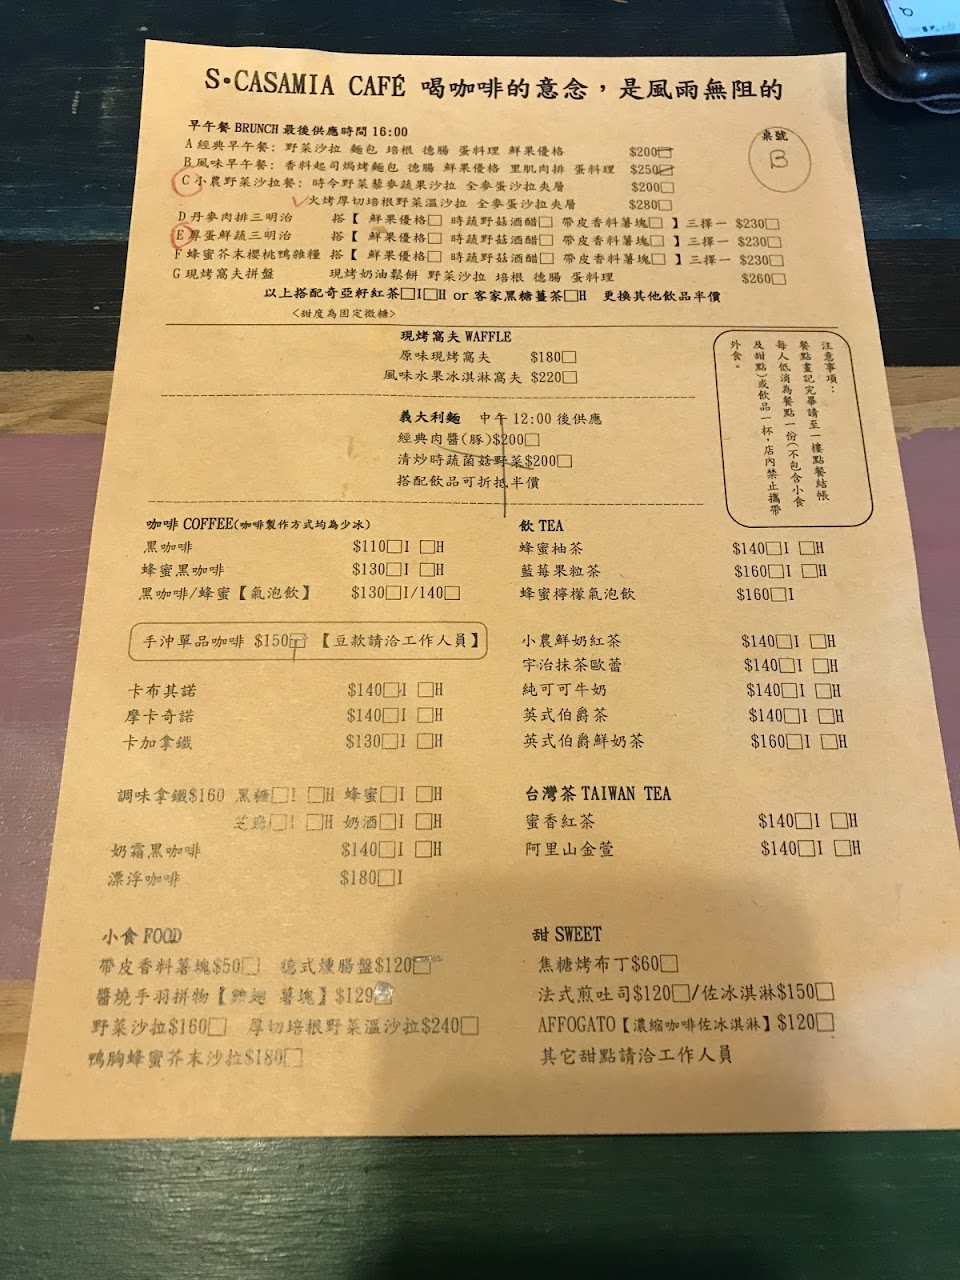 S•CASAMIA CAFÉ 喝咖啡的意念，是風雨無阻的
桌號
B
早午餐 BRUNCH 最後供應時間 16:00
A 經典早午餐: 野菜沙拉 麵包 培根 德腸 蛋料理 鮮果優格 $200□
B 風味早午餐: 香料起司焗烤麵包 德腸 鮮果優格 里肌肉排 蛋料理 $250□
C 小農野菜沙拉餐: 時令野菜藜麥蔬果沙拉 全麥蛋沙拉夾層 $200□
火烤厚切培根野菜溫沙拉 全麥蛋沙拉夾層 $280□
D 丹麥肉排三明治 搭【 鮮果優格□ 時蔬野菇酒醋□ 帶皮香料薯塊□ 】三擇一 $230□
E 厚蛋鮮蔬三明治 搭【 鮮果優格□ 時蔬野菇酒醋□ 帶皮香料薯塊□ 】三擇一 $230□
F 蜂蜜芥末櫻桃鴨雜糧 搭【 鮮果優格□ 時蔬野菇酒醋□ 帶皮香料薯塊□ 】三擇一 $230□
G 現烤窩夫拼盤 現烤奶油鬆餅 野菜沙拉 培根 德腸 蛋料理 $260□
以上搭配奇亞籽紅茶□I□H or 客家黑糖薑茶□H 更換其他飲品半價
<甜度為固定微糖>
現烤窩夫 WAFFLE
原味現烤窩夫 $180□
風味水果冰淇淋窩夫 $220□
注意事項：
餐點畫記完畢請至一樓點餐結帳
每人低消為餐點一份(不包含小食
及甜點)或飲品一杯，店內禁止攜帶
外食。
義大利麵 中午 12:00 後供應
經典肉醬(豚)$200□
清炒時蔬菌菇野菜$200□
搭配飲品可折抵半價
咖啡 COFFEE(咖啡製作方式均為少冰)
黑咖啡 $110□I □H
蜂蜜黑咖啡 $130□I □H
黑咖啡/蜂蜜【氣泡飲】 $130□I/140□
手沖單品咖啡 $150□ 【豆款請洽工作人員】
卡布其諾 $140□I □H
摩卡奇諾 $140□I □H
卡加拿鐵 $130□I □H
調味拿鐵$160 黑糖□I □H 蜂蜜□I □H
芝麻□I □H 奶酒□I □H
奶霜黑咖啡 $140□I □H
漂浮咖啡 $180□I
飲 TEA
蜂蜜柚茶 $140□I □H
藍莓果粒茶 $160□I □H
蜂蜜檸檬氣泡飲 $160□I
小農鮮奶紅茶 $140□I □H
宇治抹茶歐蕾 $140□I □H
純可可牛奶 $140□I □H
英式伯爵茶 $140□I □H
英式伯爵鮮奶茶 $160□I □H
台灣茶 TAIWAN TEA
蜜香紅茶 $140□I □H
阿里山金萱 $140□I □H
小食 FOOD
帶皮香料薯塊$50□ 德式燻腸盤$120□
醬燒手羽拼物【雞翅 薯塊】$129□
野菜沙拉$160□ 厚切培根野菜溫沙拉$240□
鴨胸蜂蜜芥末沙拉$180□
甜 SWEET
焦糖烤布丁$60□
法式煎吐司$120□/佐冰淇淋$150□
AFFOGATO【濃縮咖啡佐冰淇淋】$120□
其它甜點請洽工作人員